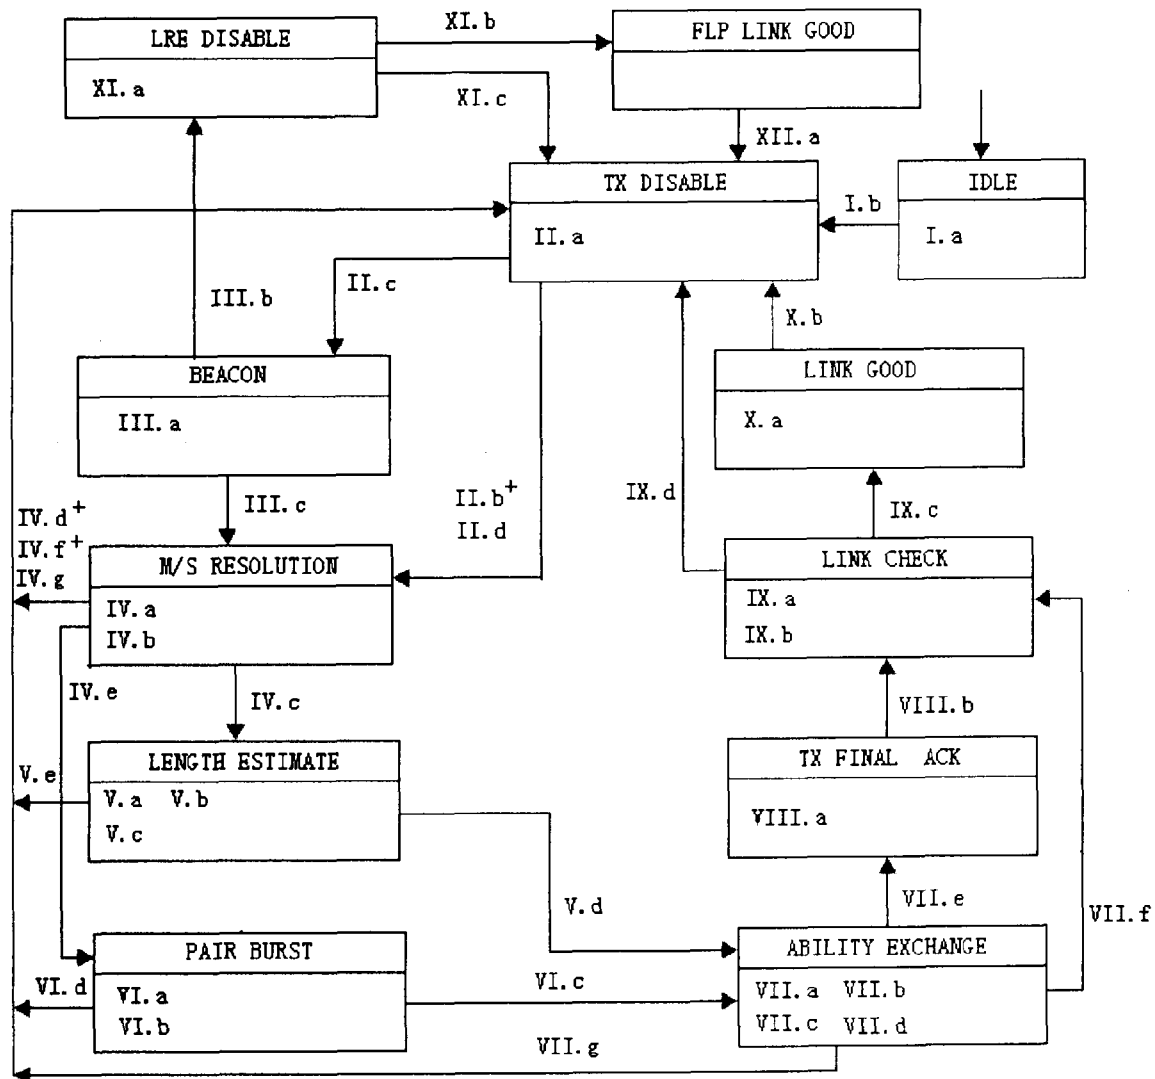 LRE DISABLE
XI.a
XI.b
XI.c
FLP LINK GOOD
XII.a
TX DISABLE
II.a
I.b
IDLE
I.a
II.c
III.b
X.b
BEACON
III.a
LINK GOOD
X.a
III.c
II.b+
II.d
IX.d
IX.c
IV.d+
IV.f+
IV.g
M/S RESOLUTION
IV.a
IV.b
LINK CHECK
IX.a
IX.b
IV.e
IV.c
VIII.b
LENGTH ESTIMATE
V.a V.b
V.c
V.e
TX FINAL ACK
VIII.a
V.d
VII.e
VII.f
PAIR BURST
VI.a
VI.b
VI.d
VI.c
ABILITY EXCHANGE
VII.a VII.b
VII.c VII.d
VII.g